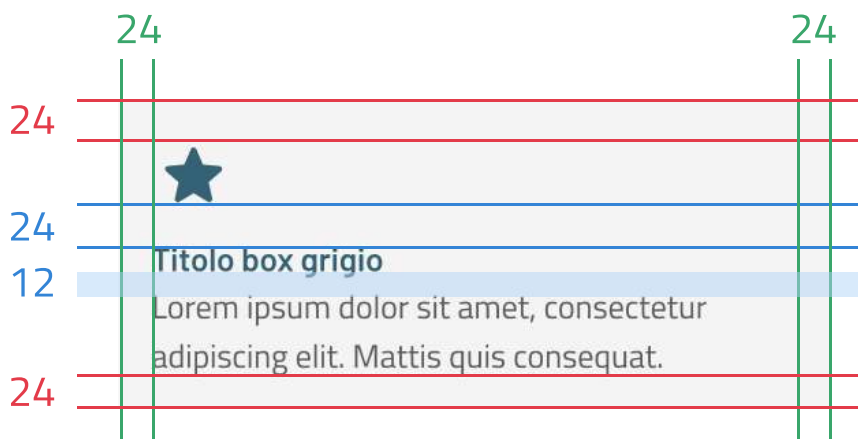 24 24
24
24
Titolo box grigio
12
Lorem ipsum dolor sit amet, consectetur
adipiscing elit. Mattis quis consequat.
24